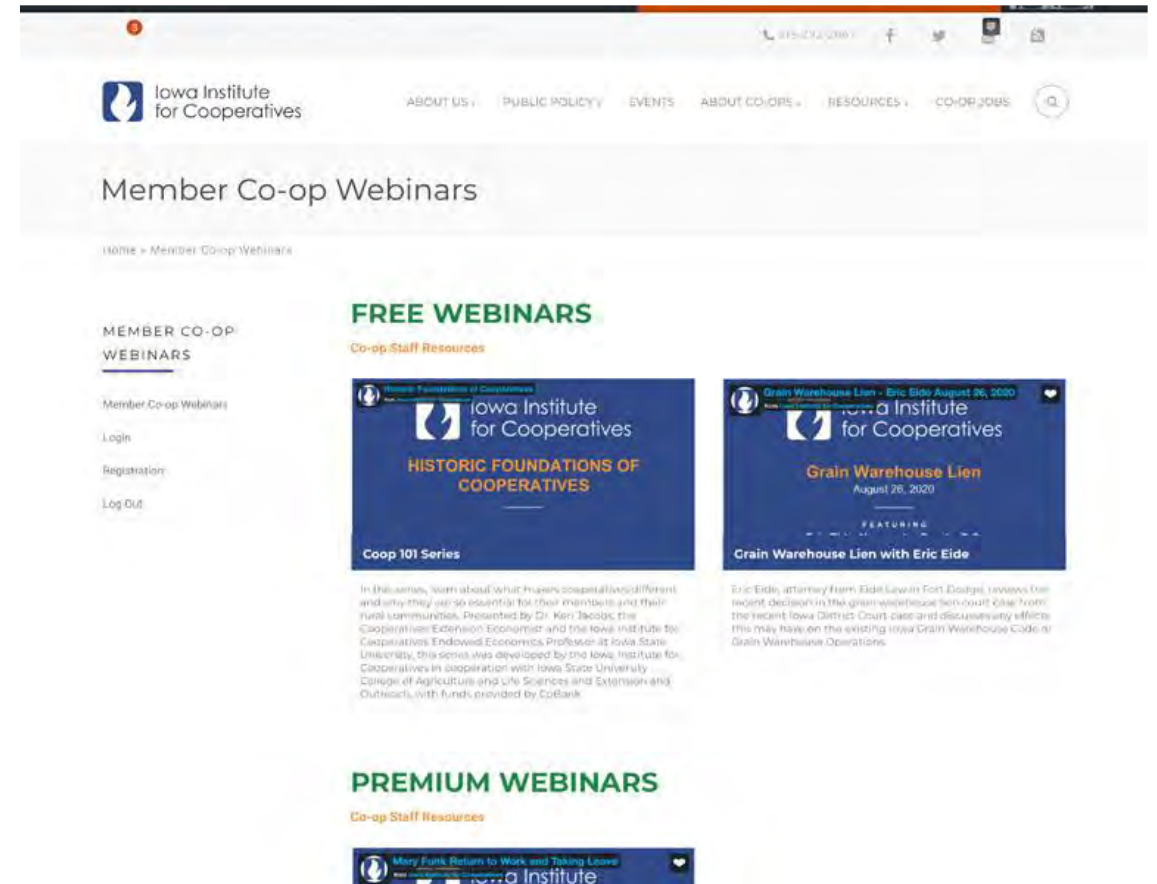 3
Iowa Institute
for Cooperatives
ABOUT US
PUBLIC POLICY
EVENTS
ABOUT CO-OPS
RESOURCES
CO-OP JOBS
Member Co-op Webinars
Home » Member Co-op Webinars
MEMBER CO-OP
WEBINARS
Member Co-op Webinars
Login
Registration
Log Out
FREE WEBINARS
Co-op Staff Resources
Historic Foundations of Cooperatives
Iowa Institute
for Cooperatives
HISTORIC FOUNDATIONS OF
COOPERATIVES
Coop 101 Series
In this series, learn about what makes cooperatives different
and why they are so essential for their members and their
rural communities. Presented by Dr. Keri Jacobs, the
Cooperatives Extension Economist and the Iowa Institute for
Cooperatives Endowed Economics Professor at Iowa State
University, this series was developed by the Iowa Institute for
Cooperatives in cooperation with Iowa State University
College of Agriculture and Life Sciences and Extension and
Outreach, with funds provided by CoBank.
Grain Warehouse Lien - Eric Eide August 26, 2020
Iowa Institute
for Cooperatives
Grain Warehouse Lien
August 26, 2020
FEATURING
Grain Warehouse Lien with Eric Eide
Eric Eide, attorney from Eide Law in Fort Dodge, reviews the
recent decision in the grain warehouse lien court case from
the recent Iowa District Court case and discusses any effects
this may have on the existing Iowa Grain Warehouse Code or
Grain Warehouse Operations.
PREMIUM WEBINARS
Co-op Staff Resources
Mary Funk Return to Work and Taking Leave
Iowa Institute